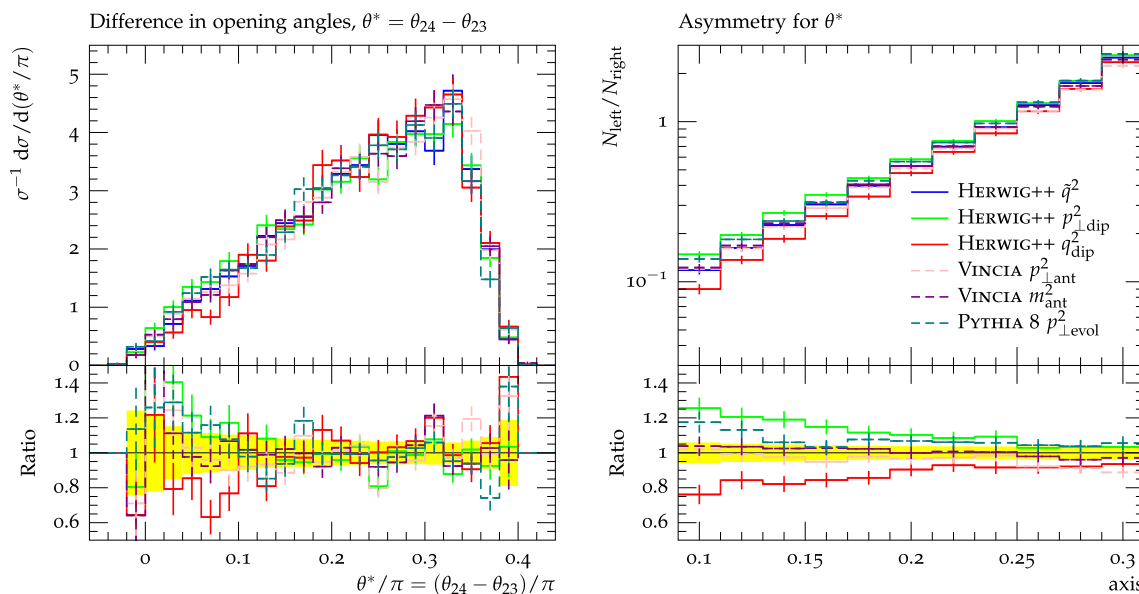 Difference in opening angles, θ* = θ₂₄ − θ₂₃
σ⁻¹ dσ/d(θ*/π)
5
4
3
2
1
0
Ratio
1.4
1.2
1
0.8
0.6
0 0.1 0.2 0.3 0.4
θ*/π = (θ₂₄ − θ₂₃)/π
Asymmetry for θ*
N_left/N_right
1
10⁻¹
HERWIG++ q̃²
HERWIG++ p²⊥dip
HERWIG++ q²dip
VINCIA p²⊥ant
VINCIA m²ant
PYTHIA 8 p²⊥evol
Ratio
1.4
1.2
1
0.8
0.6
0.1 0.15 0.2 0.25 0.3
axis